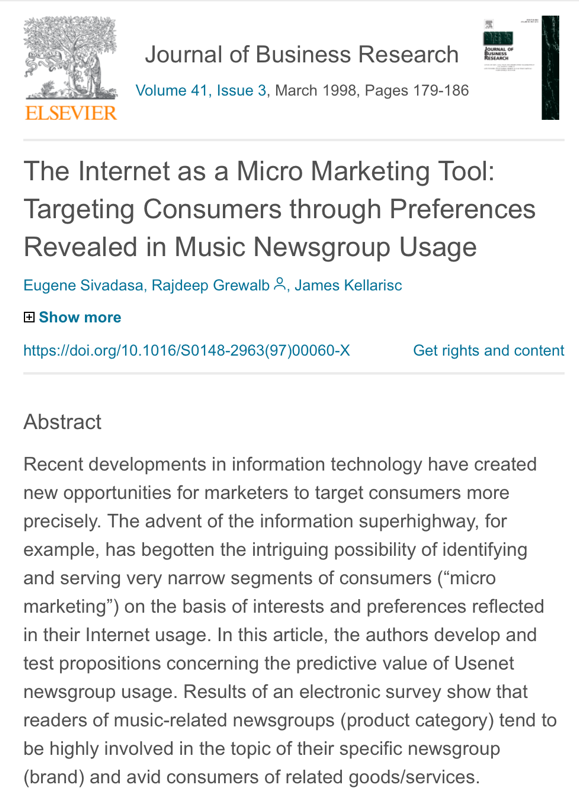 Journal of Business Research
Volume 41, Issue 3, March 1998, Pages 179-186
ELSEVIER
JOURNAL OF
BUSINESS
RESEARCH
The Internet as a Micro Marketing Tool:
Targeting Consumers through Preferences
Revealed in Music Newsgroup Usage
Eugene Sivadasa, Rajdeep Grewalb, James Kellarisc
Show more
https://doi.org/10.1016/S0148-2963(97)00060-X Get rights and content
Abstract
Recent developments in information technology have created
new opportunities for marketers to target consumers more
precisely. The advent of the information superhighway, for
example, has begotten the intriguing possibility of identifying
and serving very narrow segments of consumers (“micro
marketing”) on the basis of interests and preferences reflected
in their Internet usage. In this article, the authors develop and
test propositions concerning the predictive value of Usenet
newsgroup usage. Results of an electronic survey show that
readers of music-related newsgroups (product category) tend to
be highly involved in the topic of their specific newsgroup
(brand) and avid consumers of related goods/services.